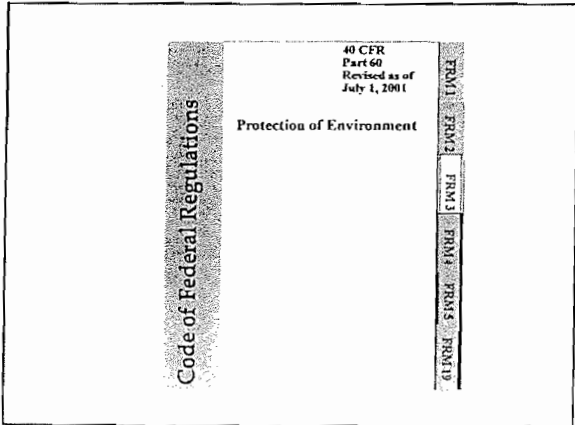 40 CFR
Part 60
Revised as of
July 1, 2001
Protection of Environment
Code of Federal Regulations
FRM1
FRM2
FRM3
FRM4
FRM5
FRM19